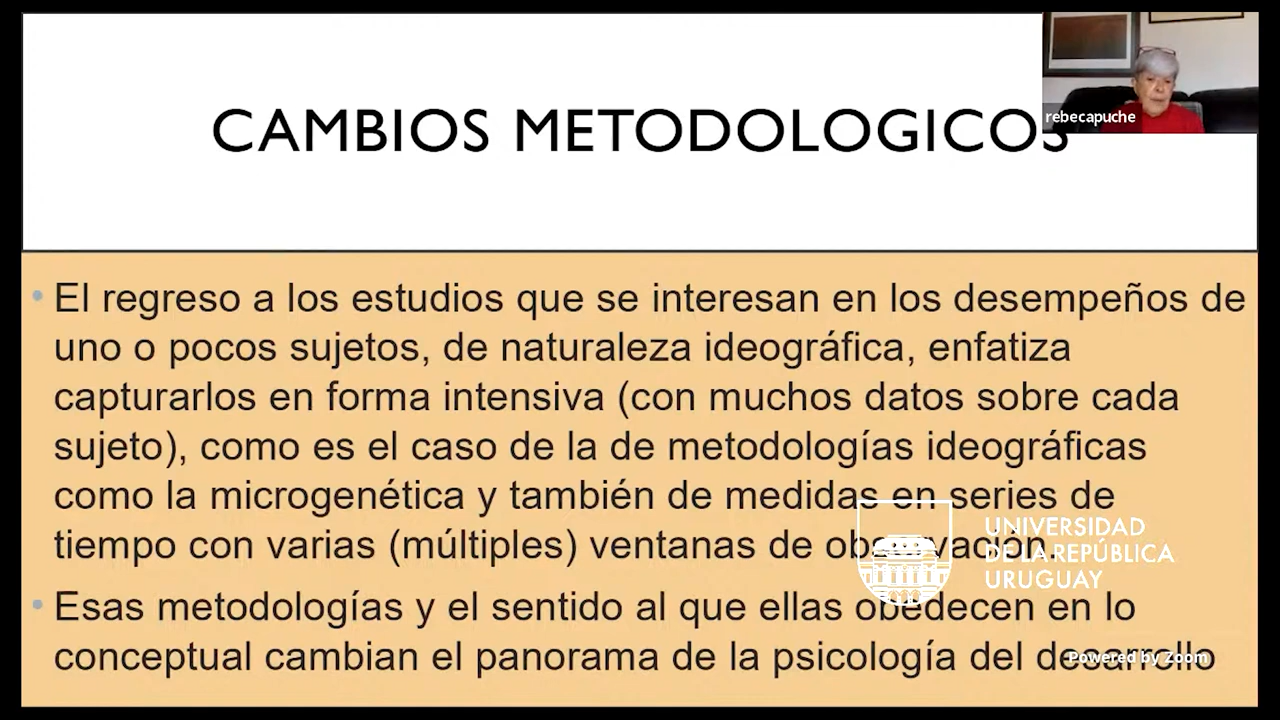 CAMBIOS METODOLOGICOS
rebecapuche
• El regreso a los estudios que se interesan en los desempeños de
uno o pocos sujetos, de naturaleza ideográfica, enfatiza
capturarlos en forma intensiva (con muchos datos sobre cada
sujeto), como es el caso de la de metodologías ideográficas
como la microgenética y también de medidas en series de
tiempo con varias (múltiples) ventanas de
• Esas metodologías y el sentido al que ellas obedecen en lo
conceptual cambian el panorama de la psicología del desarrollo
UNIVERSIDAD
DE LA REPÚBLICA
URUGUAY
Powered by Zoom